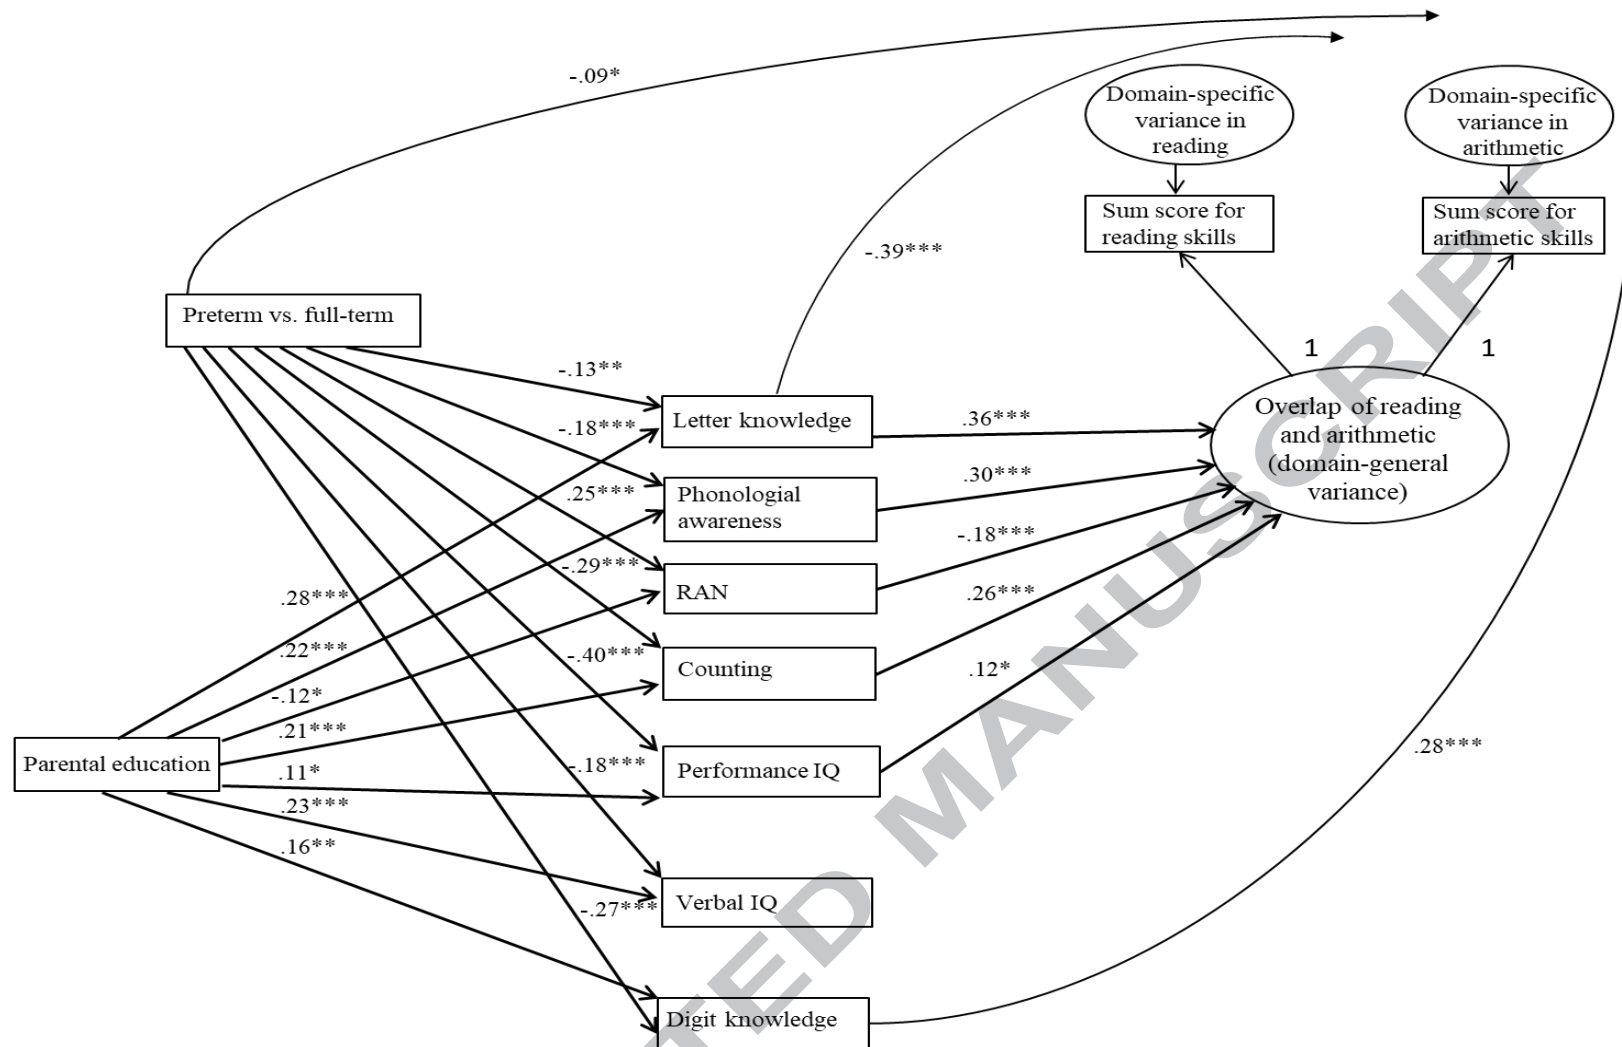 -.09*
Domain-specific
variance in
reading
Domain-specific
variance in
arithmetic
Sum score for
reading skills
Sum score for
arithmetic skills
-.39***
Preterm vs. full-term
1
1
-.13**
Letter knowledge
.36***
Overlap of reading
and arithmetic
(domain-general
variance)
-.18***
.25***
Phonologial
awareness
.30***
-.29***
RAN
-.18***
.28***
.26***
.22***
-.40***
Counting
.12*
-.12*
.21***
Parental education
.11*
-.18***
Performance IQ
.28***
.23***
.16**
Verbal IQ
-.27***
Digit knowledge
TED MANUSCRIPT